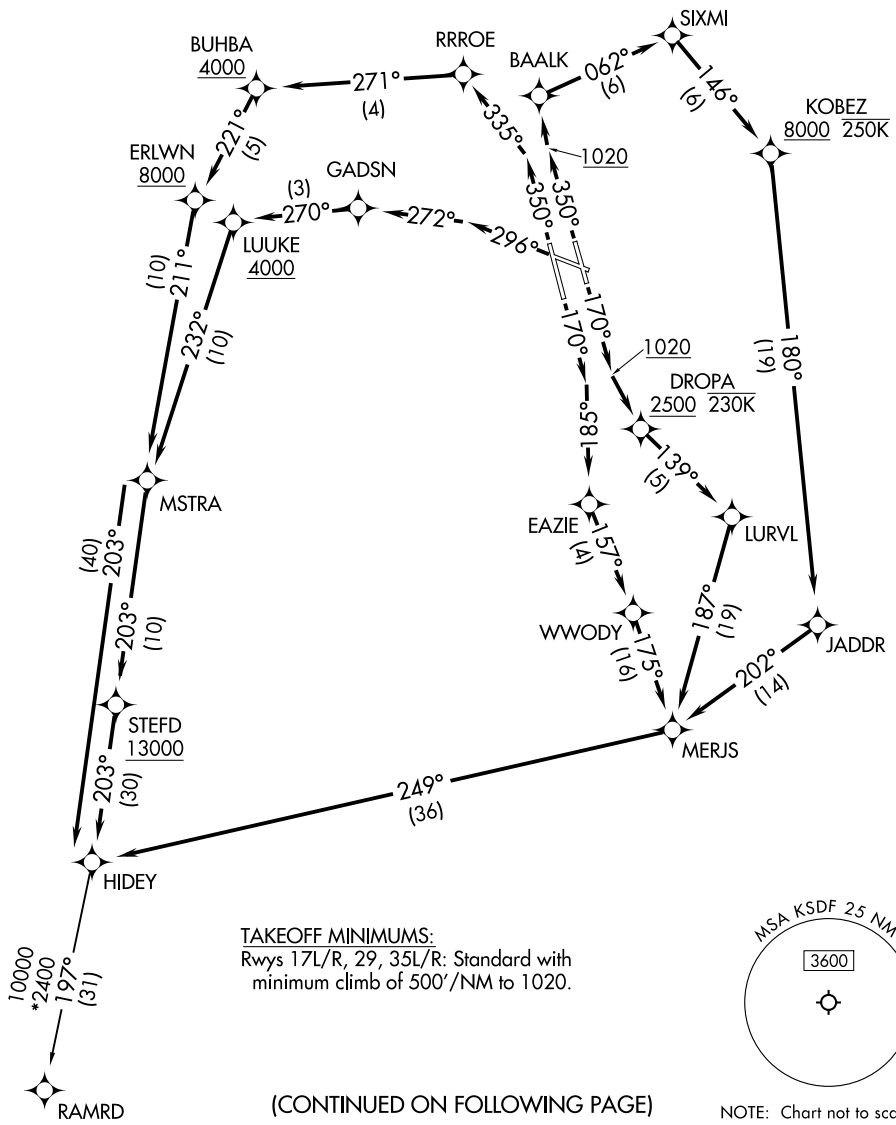 SIXMI
RRROE
BUHBA
4000
BAALK
062°
(6)
271°
(4)
146°
(6)
KOBEZ
8000 250K
335°
221°
(5)
1020
ERLWN
8000
(3)
GADSN
270°
272°
350°
350°
296°
LUUKE
4000
(10)
211°
232°
(10)
170°
170°
1020
180°
(19)
DROPA
2500 230K
185°
139°
(5)
MSTRA
EAZIE
LURVL
(40)
203°
157°
(4)
203°
(10)
187°
(19)
WWODY
JADDR
175°
(16)
202°
(14)
STEFD
13000
MERJS
203°
(30)
249°
(36)
HIDEY
TAKEOFF MINIMUMS:
Rwys 17L/R, 29, 35L/R: Standard with
minimum climb of 500'/NM to 1020.
MSA KSDF 25 NM
3600
10000
*2400
197°
(31)
RAMRD
(CONTINUED ON FOLLOWING PAGE)
NOTE: Chart not to sca